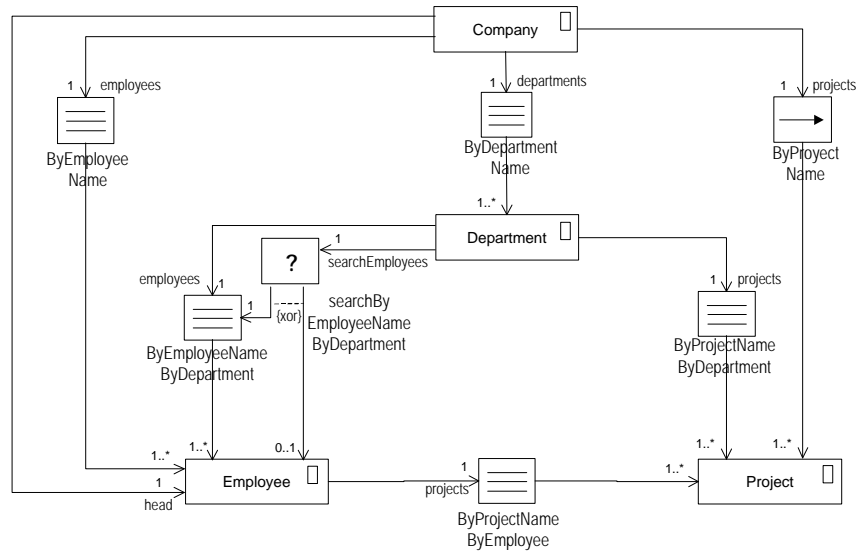 Company
1
employees
1
departments
1
projects
ByEmployee
Name
ByDepartment
Name
ByProyect
Name
1..*
Department
1
searchEmployees
?
employees
1
1
{xor}
searchBy
EmployeeName
ByDepartment
1
projects
ByEmployeeName
ByDepartment
ByProjectName
ByDepartment
1..*
1..*
0..1
1..*
1..*
Employee
1
head
1
projects
1..*
Project
ByProjectName
ByEmployee